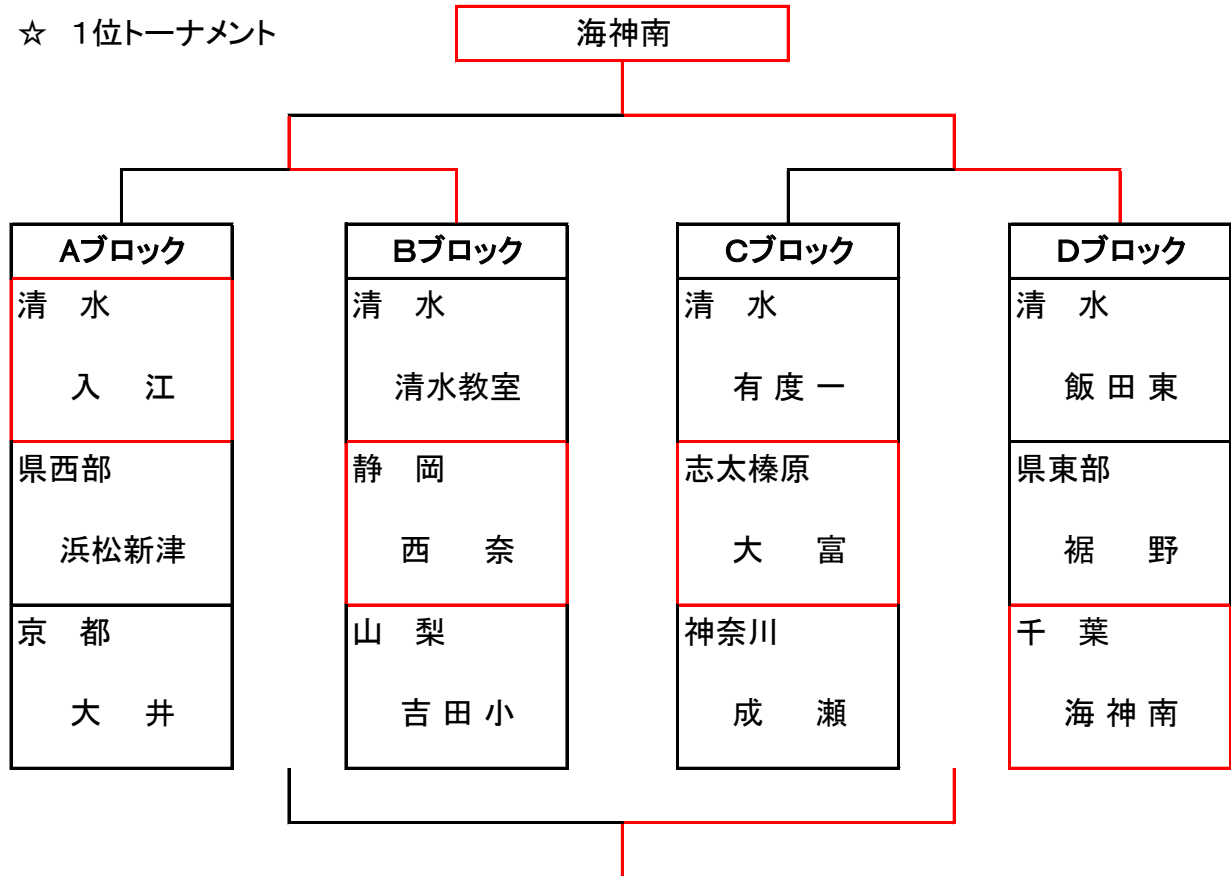 ☆ 1位トーナメント
海神南
Aブロック
Bブロック
Cブロック
Dブロック
清 水
入 江
清 水
清水教室
清 水
有 度 一
清 水
飯 田 東
県西部
浜松新津
静 岡
西 奈
志太榛原
大 富
県東部
裾 野
京 都
大 井
山 梨
吉 田 小
神奈川
成 瀬
千 葉
海 神 南